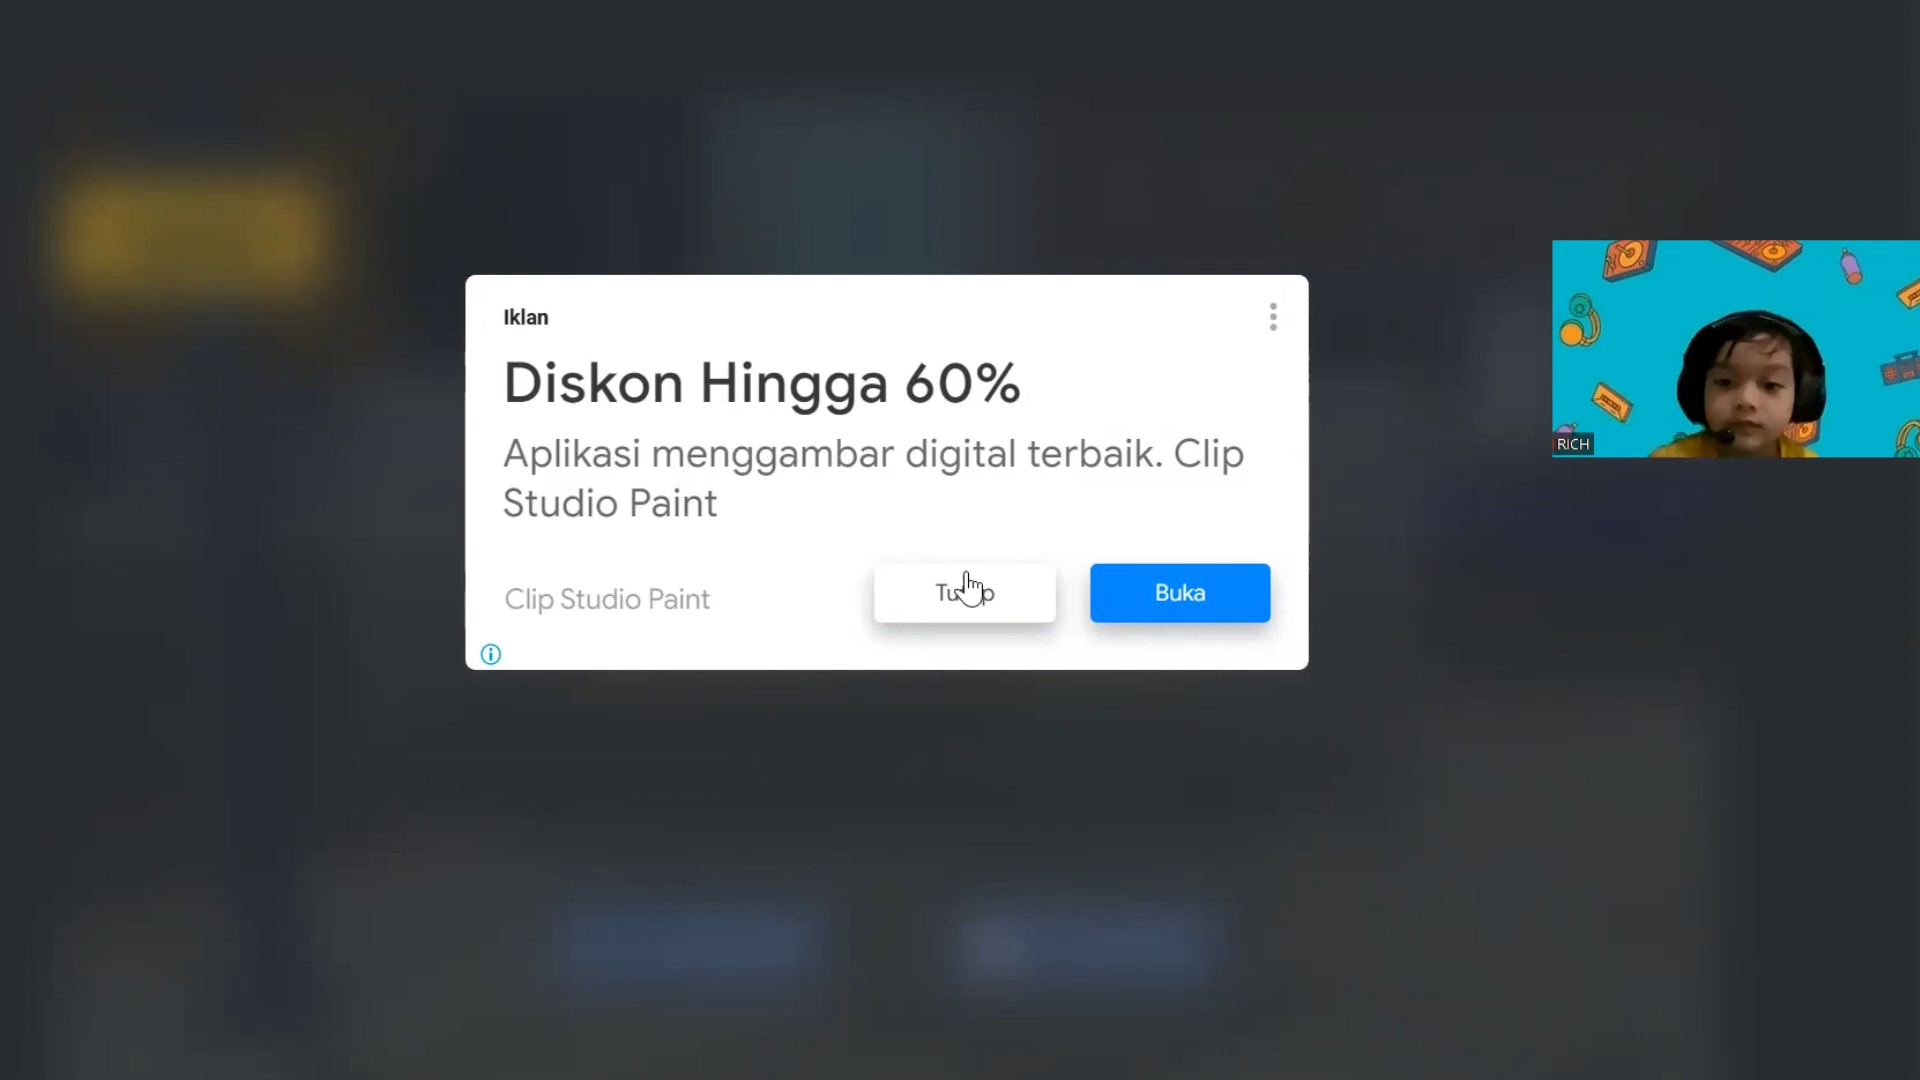 Iklan
Diskon Hingga 60%
Aplikasi menggambar digital terbaik. Clip
Studio Paint
Clip Studio Paint
Buka
RICH